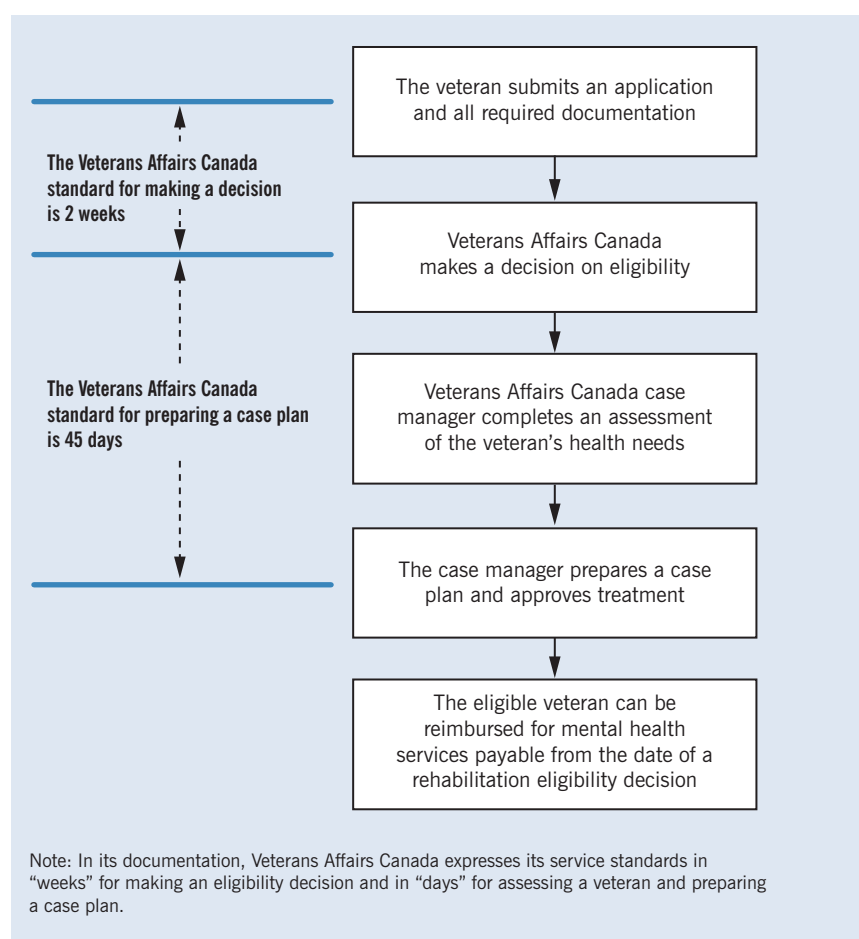 The veteran submits an application
and all required documentation
The Veterans Affairs Canada
standard for making a decision
is 2 weeks
Veterans Affairs Canada
makes a decision on eligibility
The Veterans Affairs Canada
standard for preparing a case plan
is 45 days
Veterans Affairs Canada case
manager completes an assessment
of the veteran’s health needs
The case manager prepares a case
plan and approves treatment
The eligible veteran can be
reimbursed for mental health
services payable from the date of a
rehabilitation eligibility decision
Note: In its documentation, Veterans Affairs Canada expresses its service standards in
“weeks” for making an eligibility decision and in “days” for assessing a veteran and preparing
a case plan.